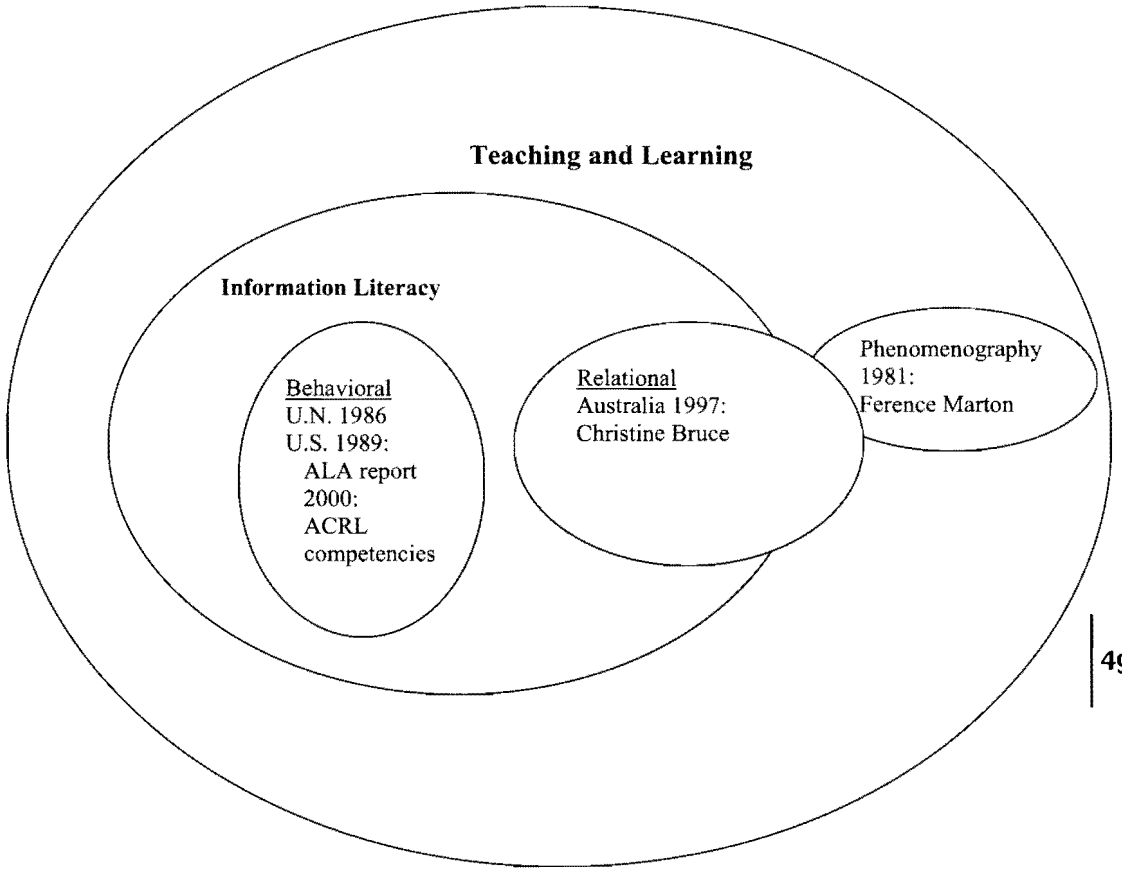 Teaching and Learning
Information Literacy
Behavioral
U.N. 1986
U.S. 1989:
ALA report
2000:
ACRL
competencies
Relational
Australia 1997:
Christine Bruce
Phenomenography
1981:
Ference Marton